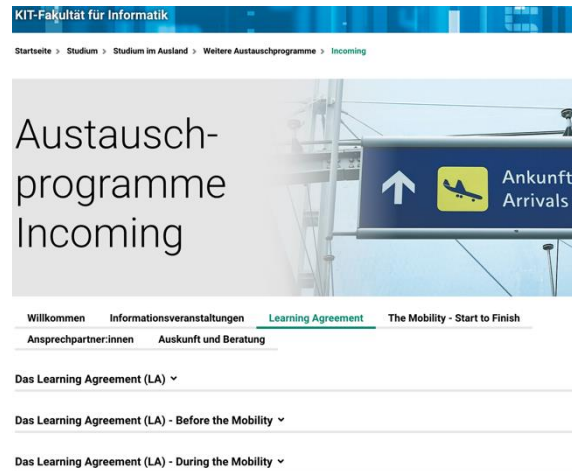 KIT-Fakultät für Informatik
Startseite > Studium > Studium im Ausland > Weitere Austauschprogramme > Incoming
Austausch-
programme
Incoming
Ankunft
Arrivals
Willkommen Informationsveranstaltungen Learning Agreement The Mobility - Start to Finish
Ansprechpartner:innen Auskunft und Beratung
Das Learning Agreement (LA)
Das Learning Agreement (LA) - Before the Mobility
Das Learning Agreement (LA) - During the Mobility